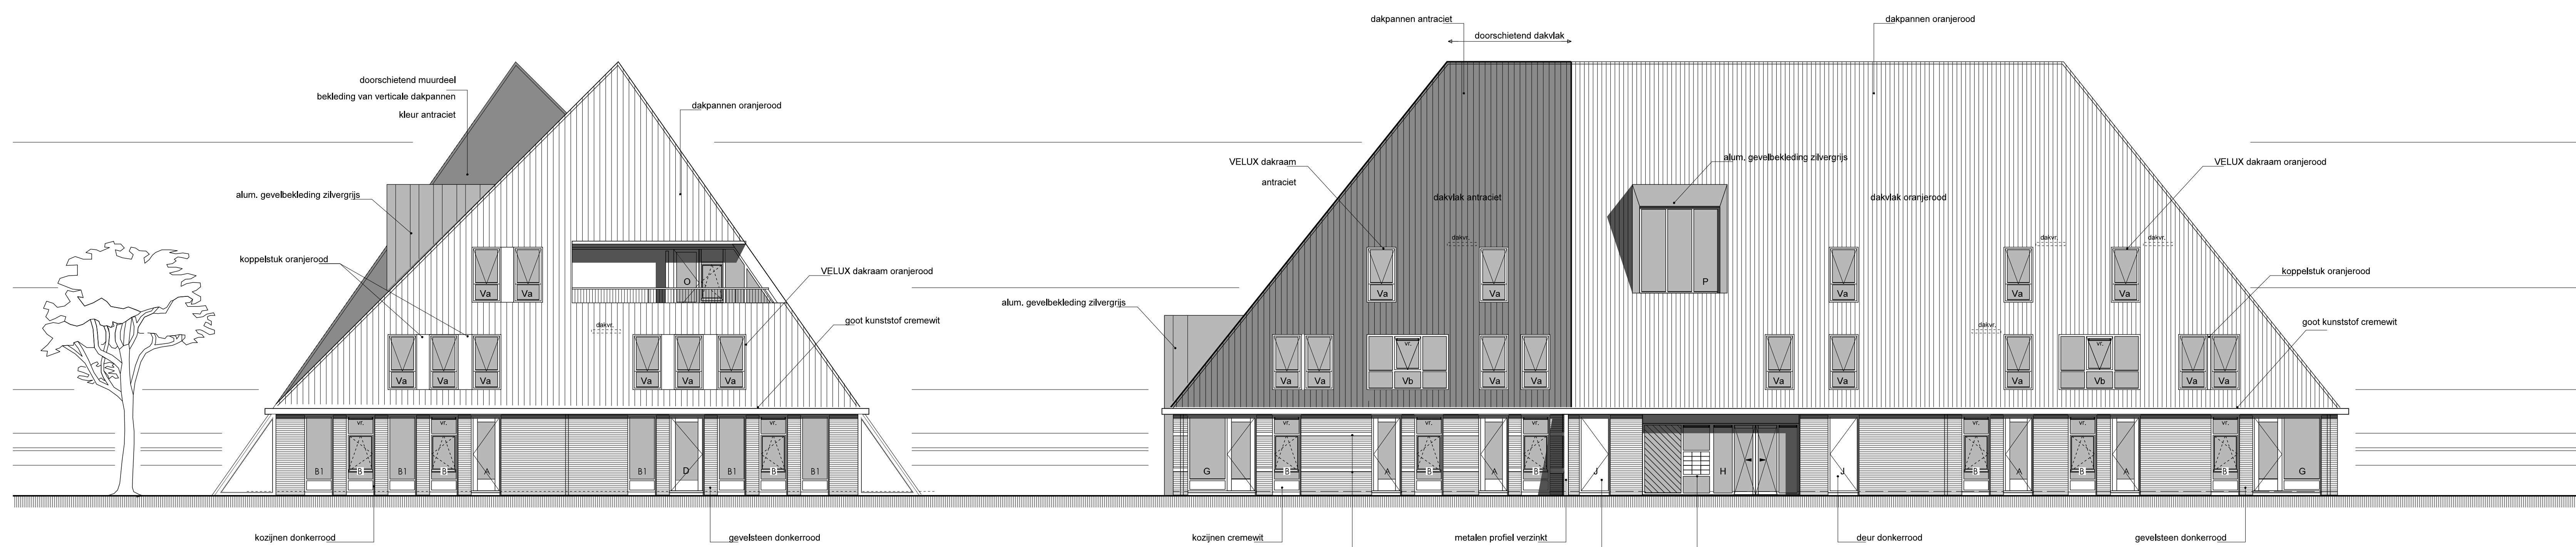 dakpannen antraciet
dakpannen oranjerood
doorschietend dakvlak
doorschietend muurdeel
bekleding van verticale dakpannen
kleur antraciet
dakpannen oranjerood
VELUX dakraam
antraciet
alum. gevelbekleding zilvergrijs
VELUX dakraam oranjerood
alum. gevelbekleding zilvergrijs
dakvlak antraciet
dakvlak oranjerood
dakvr.
dakvr.
dakvr.
koppelstuk oranjerood
VELUX dakraam oranjerood
koppelstuk oranjerood
O
P
Va
Va
Va
Va
Va
Va
Va
alum. gevelbekleding zilvergrijs
goot kunststof cremewit
goot kunststof cremewit
dakvr.
dakvr.
vr.
vr.
Va
Va
Va
Va
Va
Va
Va
Va
Vb
Va
Va
Va
Va
Va
Vb
Va
Va
vr.
vr.
vr.
vr.
vr.
vr.
vr.
vr.
vr.
B1
B
B1
B
A
B1
D
B1
B
B1
G
B
A
B
A
B
J
H
J
B
A
B
A
B
G
kozijnen donkerrood
gevelsteen donkerrood
kozijnen cremewit
metalen profiel verzinkt
deur donkerrood
gevelsteen donkerrood